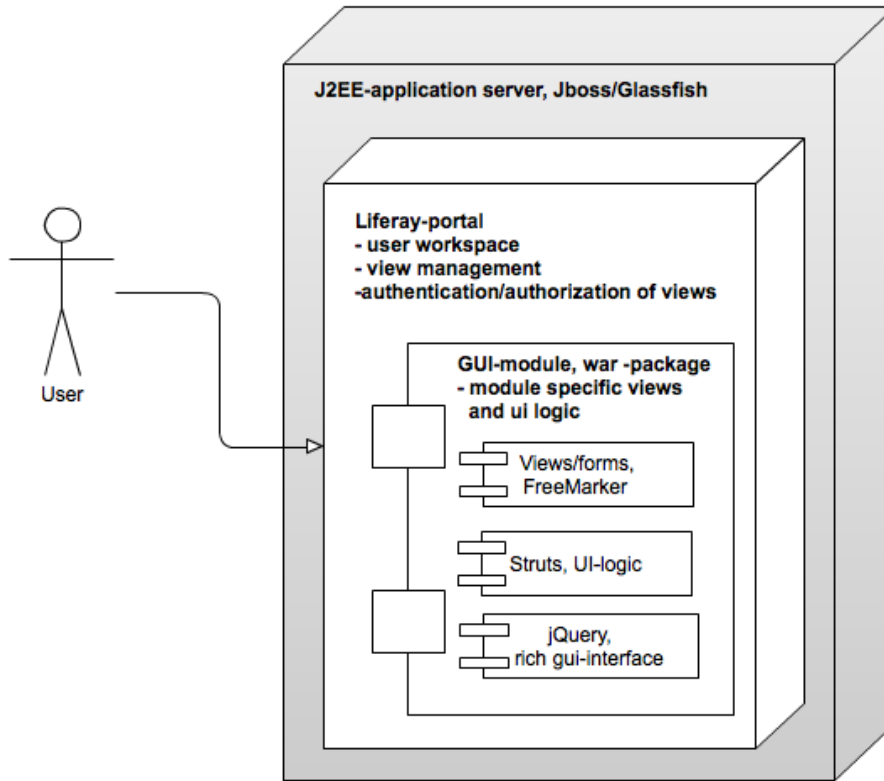 J2EE-application server, Jboss/Glassfish
Liferay-portal
- user workspace
- view management
-authentication/authorization of views
User
GUI-module, war -package
- module specific views
and ui logic
Views/forms,
FreeMarker
Struts, UI-logic
jQuery,
rich gui-interface